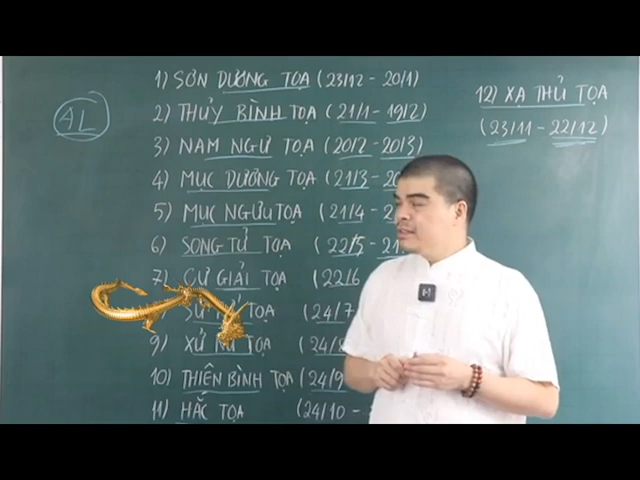 AL
1) SƠN DƯƠNG TỌA (23/12 - 20/1)
2) THỦY BÌNH TỌA (21/1 - 19/2)
3) NAM NGƯ TỌA (20/2 - 20/3)
4) MỤC DƯƠNG TỌA (21/3 -
5) MỤC NGƯU TỌA (21/4 -
6) SONG TỬ TỌA (22/5 -
7) CỰ GIẢI TỌA (22/6
TỌA (24/7
9) XỬ NỮ TỌA (24/8
10) THIÊN BÌNH TỌA (24/9
11) HẮC TỌA (24/10 -
12) XẠ THỦ TỌA
(23/11 - 22/12)